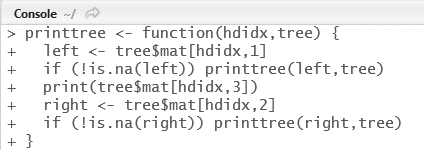 Console ~/
> printtree <- function(hdidx,tree) {
+   left <- tree$mat[hdidx,1]
+   if (!is.na(left)) printtree(left,tree)
+   print(tree$mat[hdidx,3])
+   right <- tree$mat[hdidx,2]
+   if (!is.na(right)) printtree(right,tree)
+ }